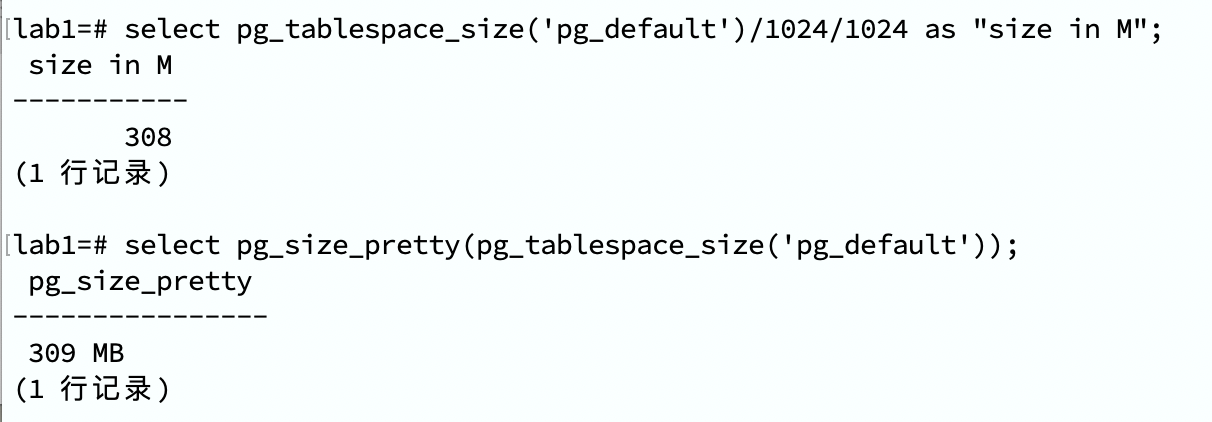 [lab1=# select pg_tablespace_size('pg_default')/1024/1024 as "size in M";
 size in M
-----------
       308
(1 行记录)

[lab1=# select pg_size_pretty(pg_tablespace_size('pg_default'));
 pg_size_pretty
----------------
 309 MB
(1 行记录)